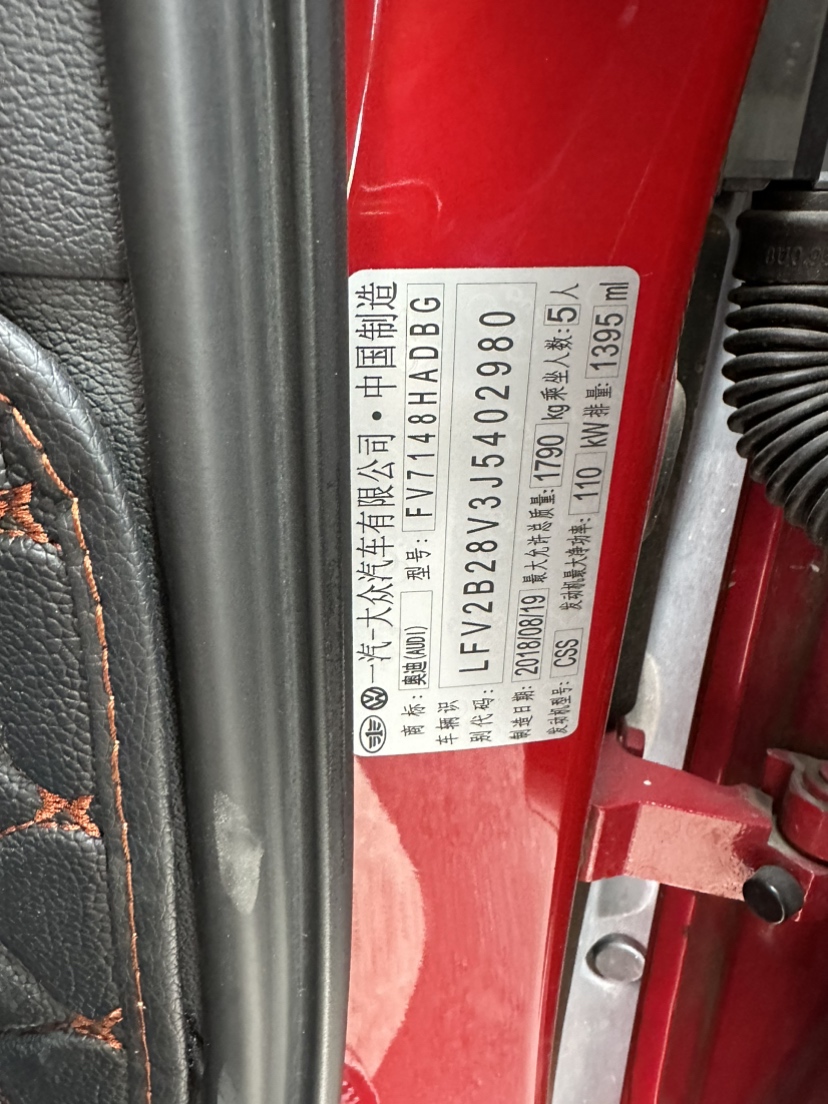 一汽-大众汽车有限公司·中国制造
商 标: 奥迪(AUDI) 型号: FV7148HADBG
车 辆 识
别 代 码: LFV2B28V3J5402980
制造日期: 2018/08/19 最大允许总质量: 1790 kg 乘坐人数: 5 人
发动机型号: CSS 发动机最大净功率: 110 kW 排 量: 1395 ml